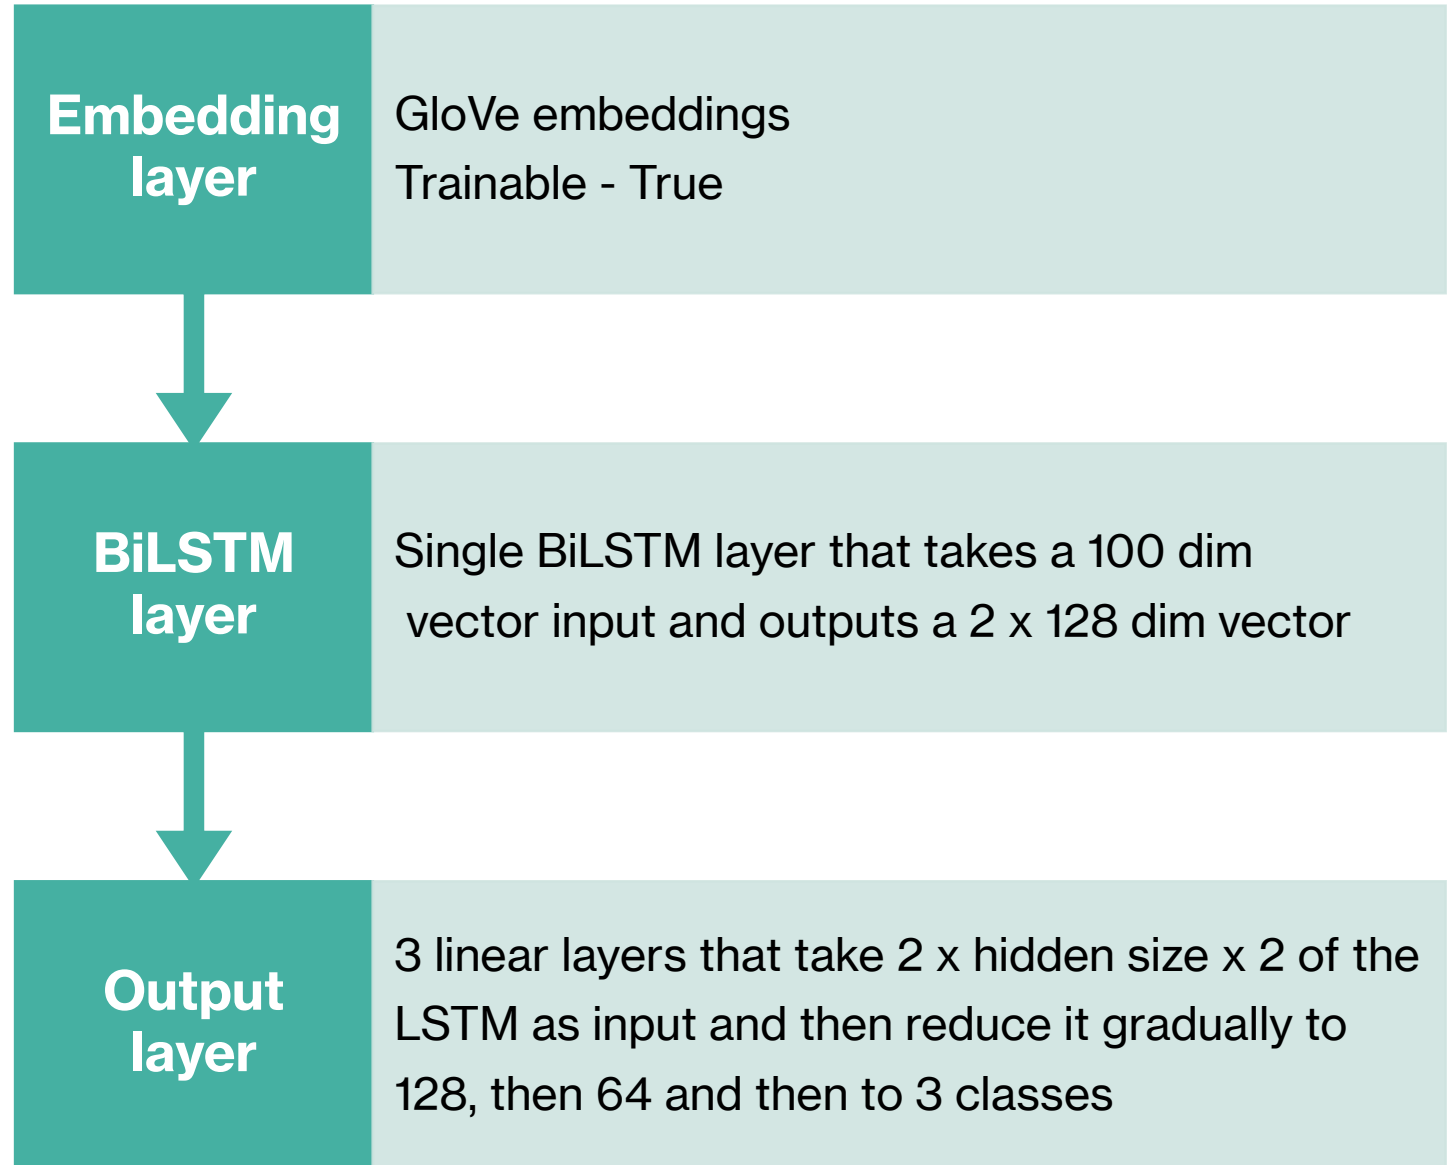 Embedding
layer
GloVe embeddings
Trainable - True
BiLSTM
layer
Single BiLSTM layer that takes a 100 dim
vector input and outputs a 2 x 128 dim vector
Output
layer
3 linear layers that take 2 x hidden size x 2 of the
LSTM as input and then reduce it gradually to
128, then 64 and then to 3 classes